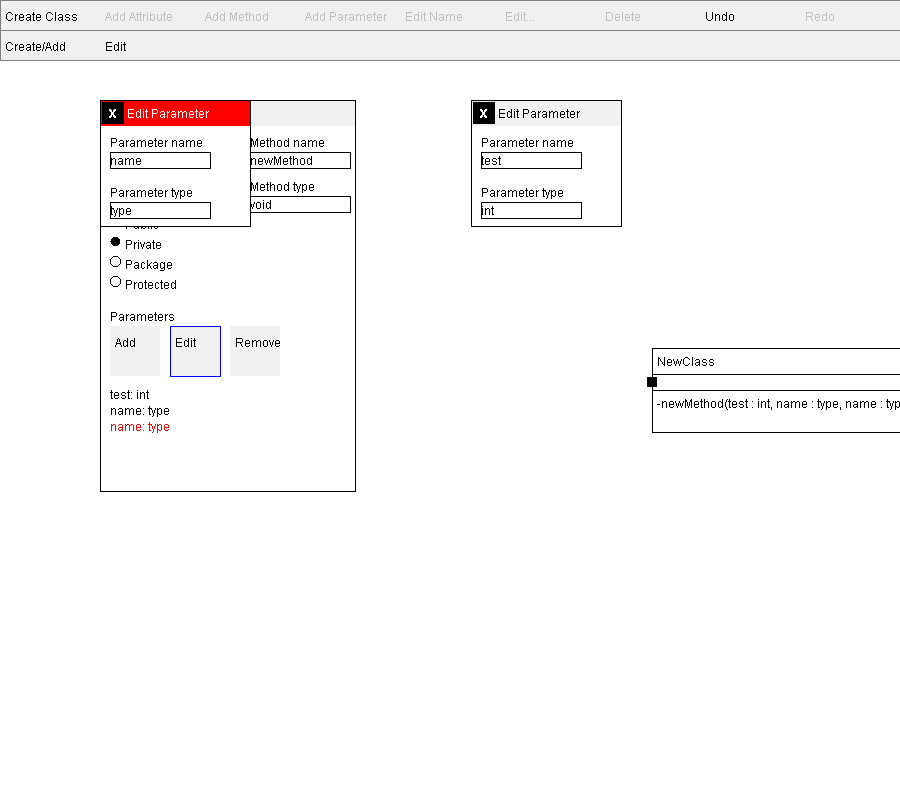 Create Class Add Attribute Add Method Add Parameter Edit Name Edit... Delete Undo Redo
Create/Add Edit
X Edit Parameter
Parameter name
name
Parameter type
type
Method name
newMethod
Method type
void
Public
Private
Package
Protected
Parameters
Add Edit Remove
test: int
name: type
name: type
X Edit Parameter
Parameter name
test
Parameter type
int
NewClass
-newMethod(test : int, name : type, name : typ